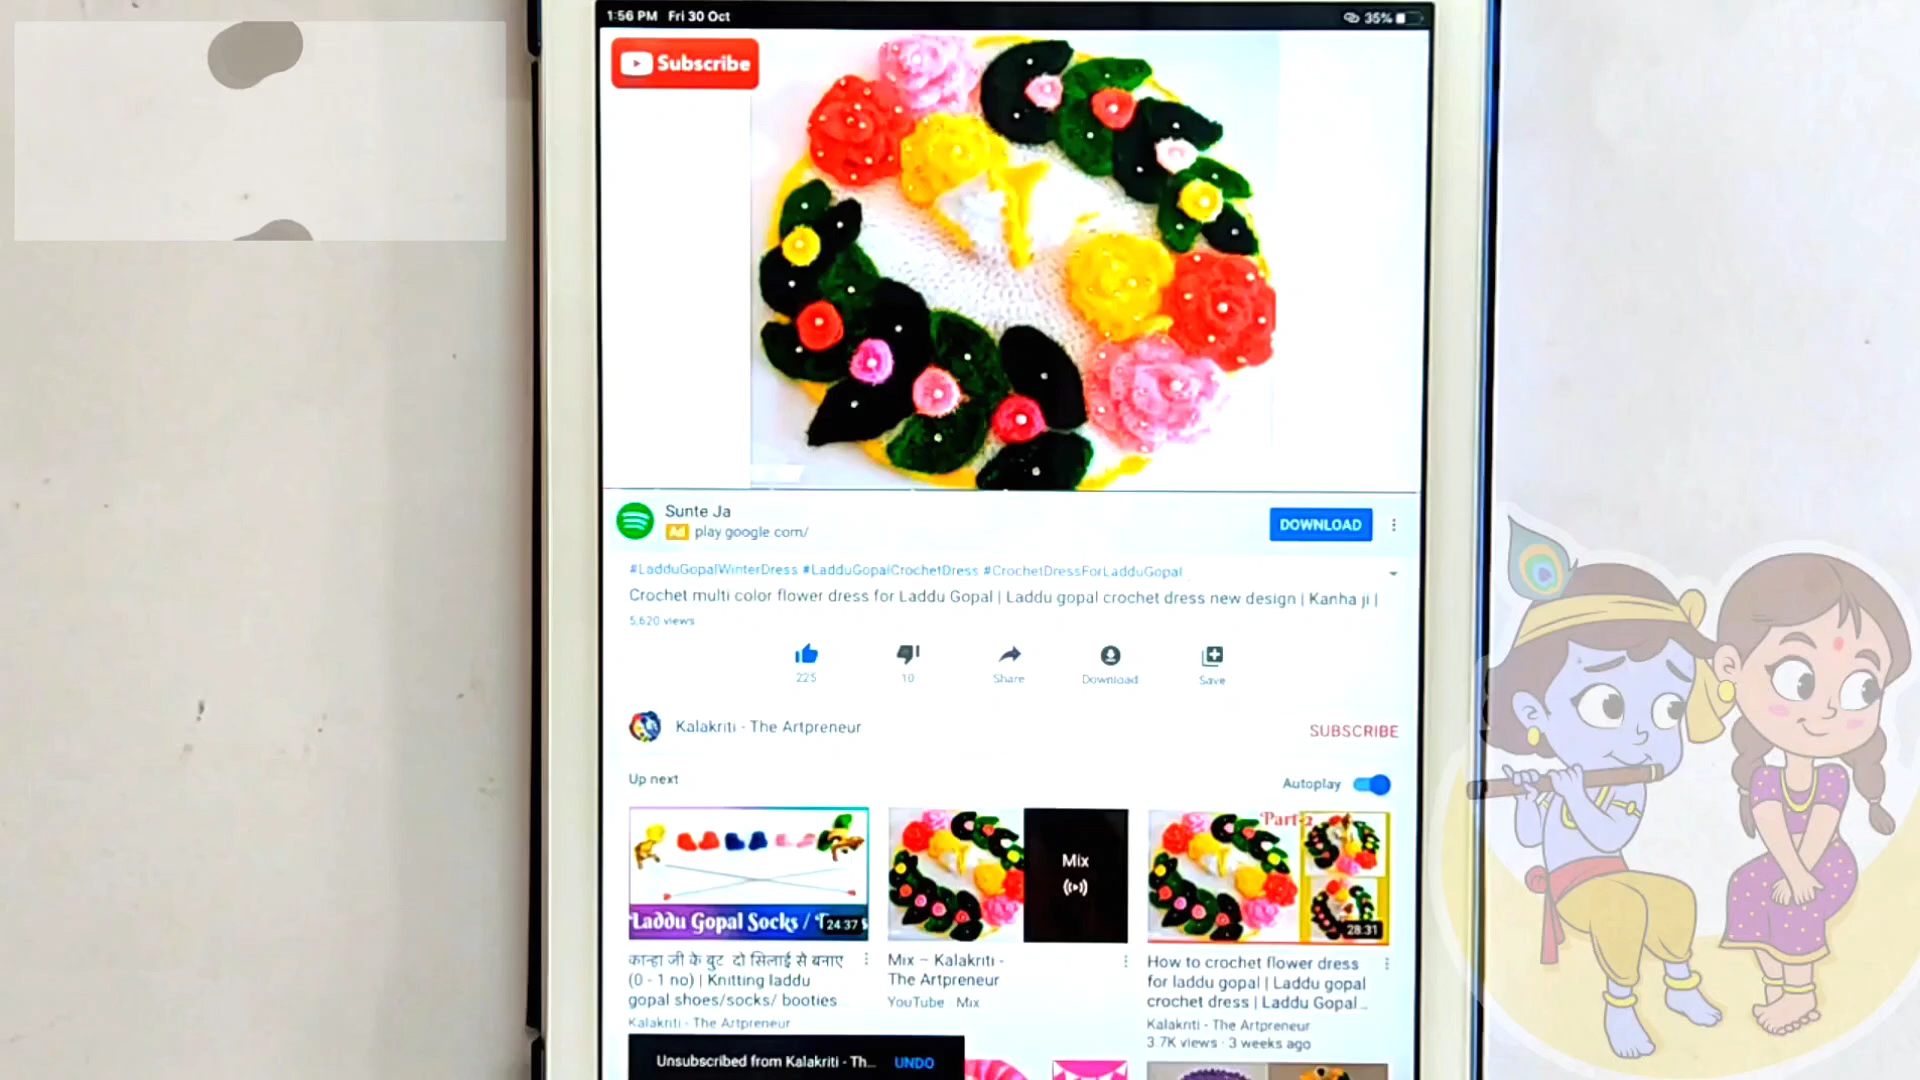 1:56 PM Fri 30 Oct
35%
Subscribe
Sunte Ja
Ad play.google.com/
DOWNLOAD
#LadduGopalWinterDress #LadduGopalCrochetDress #CrochetDressForLadduGopal
Crochet multi color flower dress for Laddu Gopal | Laddu gopal crochet dress new design | Kanha ji |
5,620 views
225
10
Share
Download
Save
Kalakriti - The Artpreneur
SUBSCRIBE
Up next
Autoplay
Laddu Gopal Socks /
24:37
Mix
Part-2
28:31
कान्हा जी के बुट दो सिलाई से बनाए
(0 - 1 no) | Knitting laddu
gopal shoes/socks/ booties
Kalakriti - The Artpreneur
Mix – Kalakriti -
The Artpreneur
YouTube · Mix
How to crochet flower dress
for laddu gopal | Laddu gopal
crochet dress | Laddu Gopal...
Kalakriti - The Artpreneur
3.7K views · 3 weeks ago
Unsubscribed from Kalakriti - Th...
UNDO